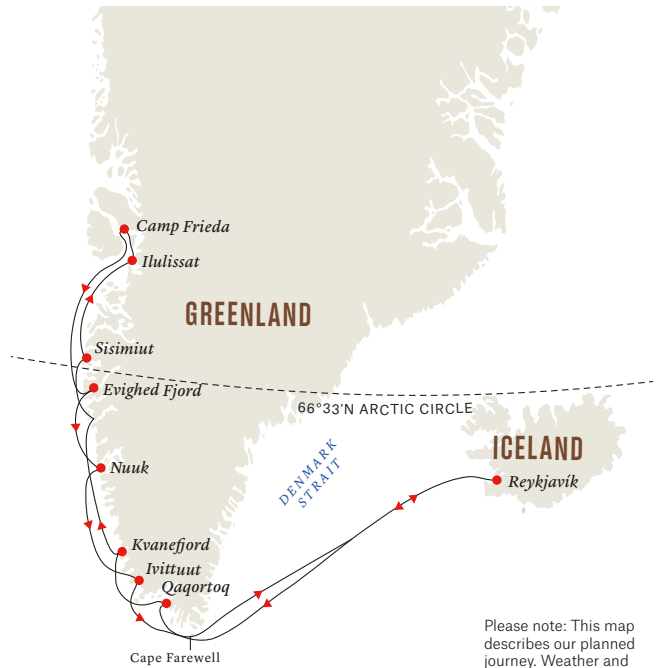 Camp Frieda
Ilulissat
GREENLAND
Sisimiut
Evighed Fjord
66°33'N ARCTIC CIRCLE
ICELAND
DENMARK
STRAIT
Nuuk
Reykjavík
Kvanefjord
Ivittuut
Qaqortoq
Cape Farewell
Please note: This map
describes our planned
journey. Weather and